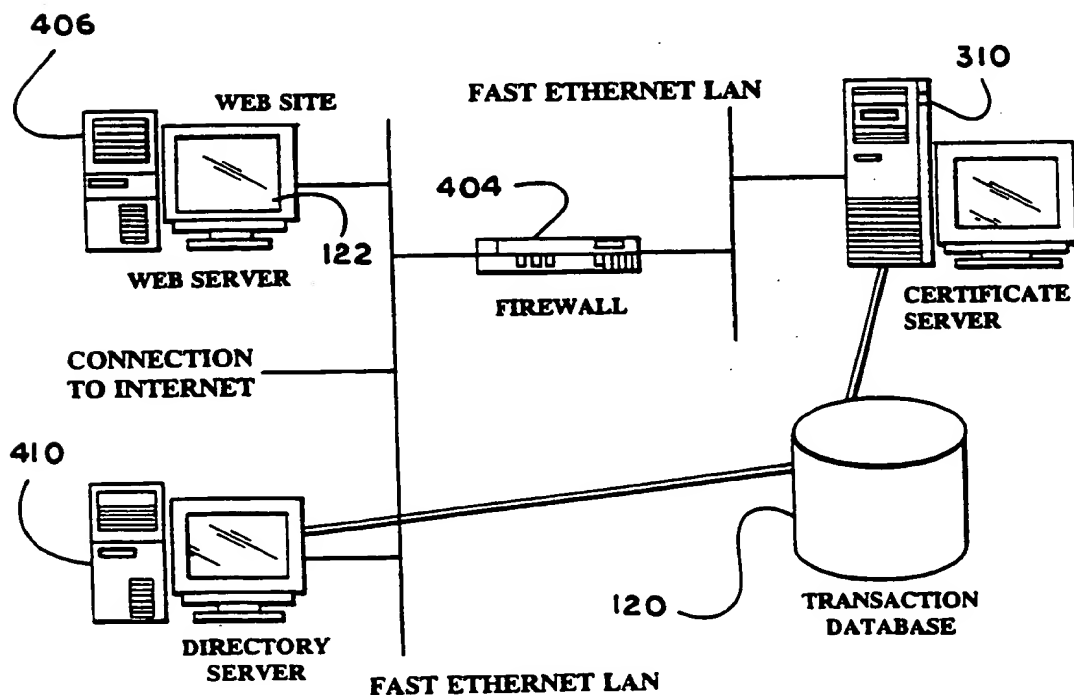 406
WEB SITE
FAST ETHERNET LAN
310
404
122
WEB SERVER
FIREWALL
CERTIFICATE
SERVER
CONNECTION
TO INTERNET
410
120
TRANSACTION
DATABASE
DIRECTORY
SERVER
FAST ETHERNET LAN